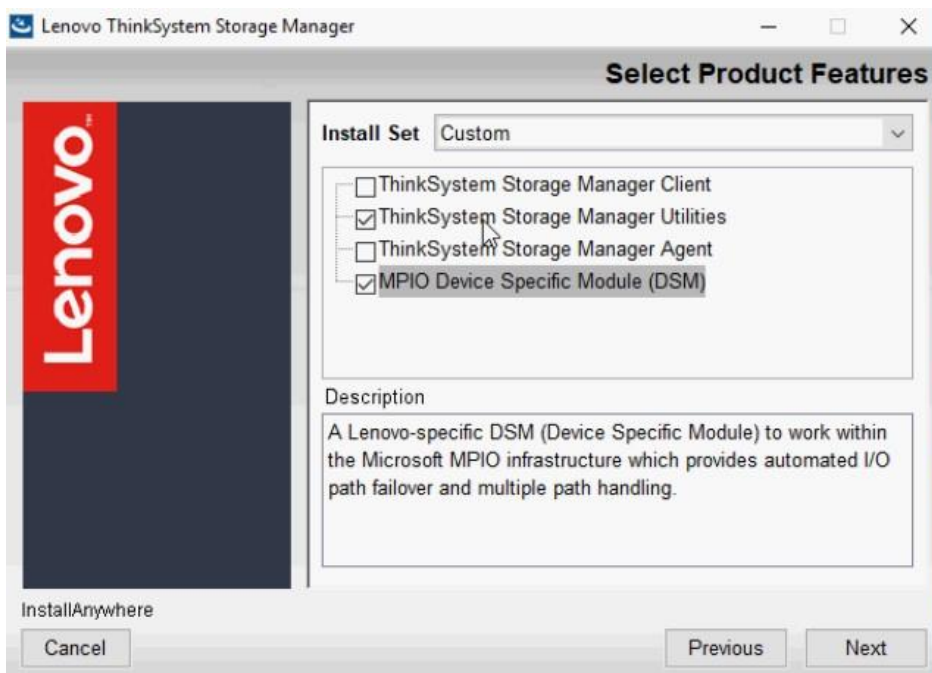 Lenovo ThinkSystem Storage Manager
Select Product Features
Lenovo™
Install Set Custom
ThinkSystem Storage Manager Client
ThinkSystem Storage Manager Utilities
ThinkSystem Storage Manager Agent
MPIO Device Specific Module (DSM)
Description
A Lenovo-specific DSM (Device Specific Module) to work within
the Microsoft MPIO infrastructure which provides automated I/O
path failover and multiple path handling.
InstallAnywhere
Cancel Previous Next